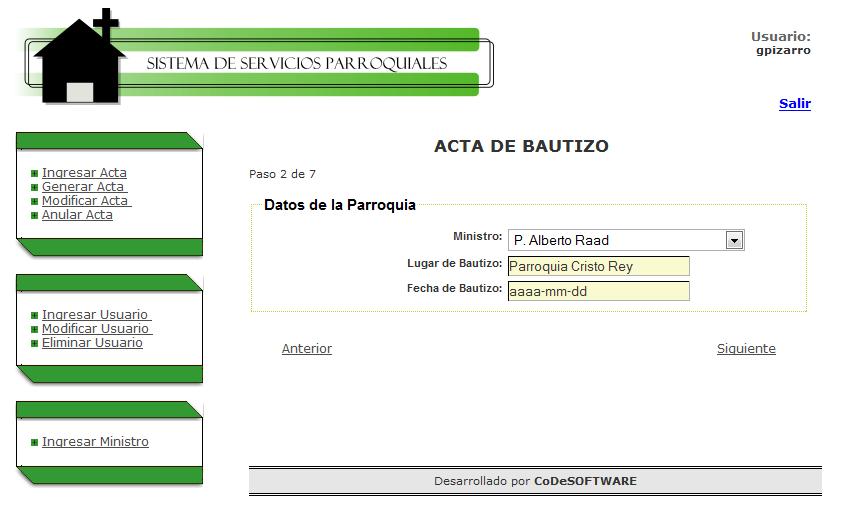 SISTEMA DE SERVICIOS PARROQUIALES
Usuario:
gpizarro
Salir
Ingresar Acta
Generar Acta
Modificar Acta
Anular Acta
Ingresar Usuario
Modificar Usuario
Eliminar Usuario
Ingresar Ministro
ACTA DE BAUTIZO
Paso 2 de 7
Datos de la Parroquia
Ministro: P. Alberto Raad
Lugar de Bautizo: Parroquia Cristo Rey
Fecha de Bautizo: aaaa-mm-dd
Anterior Siguiente
Desarrollado por CoDeSOFTWARE